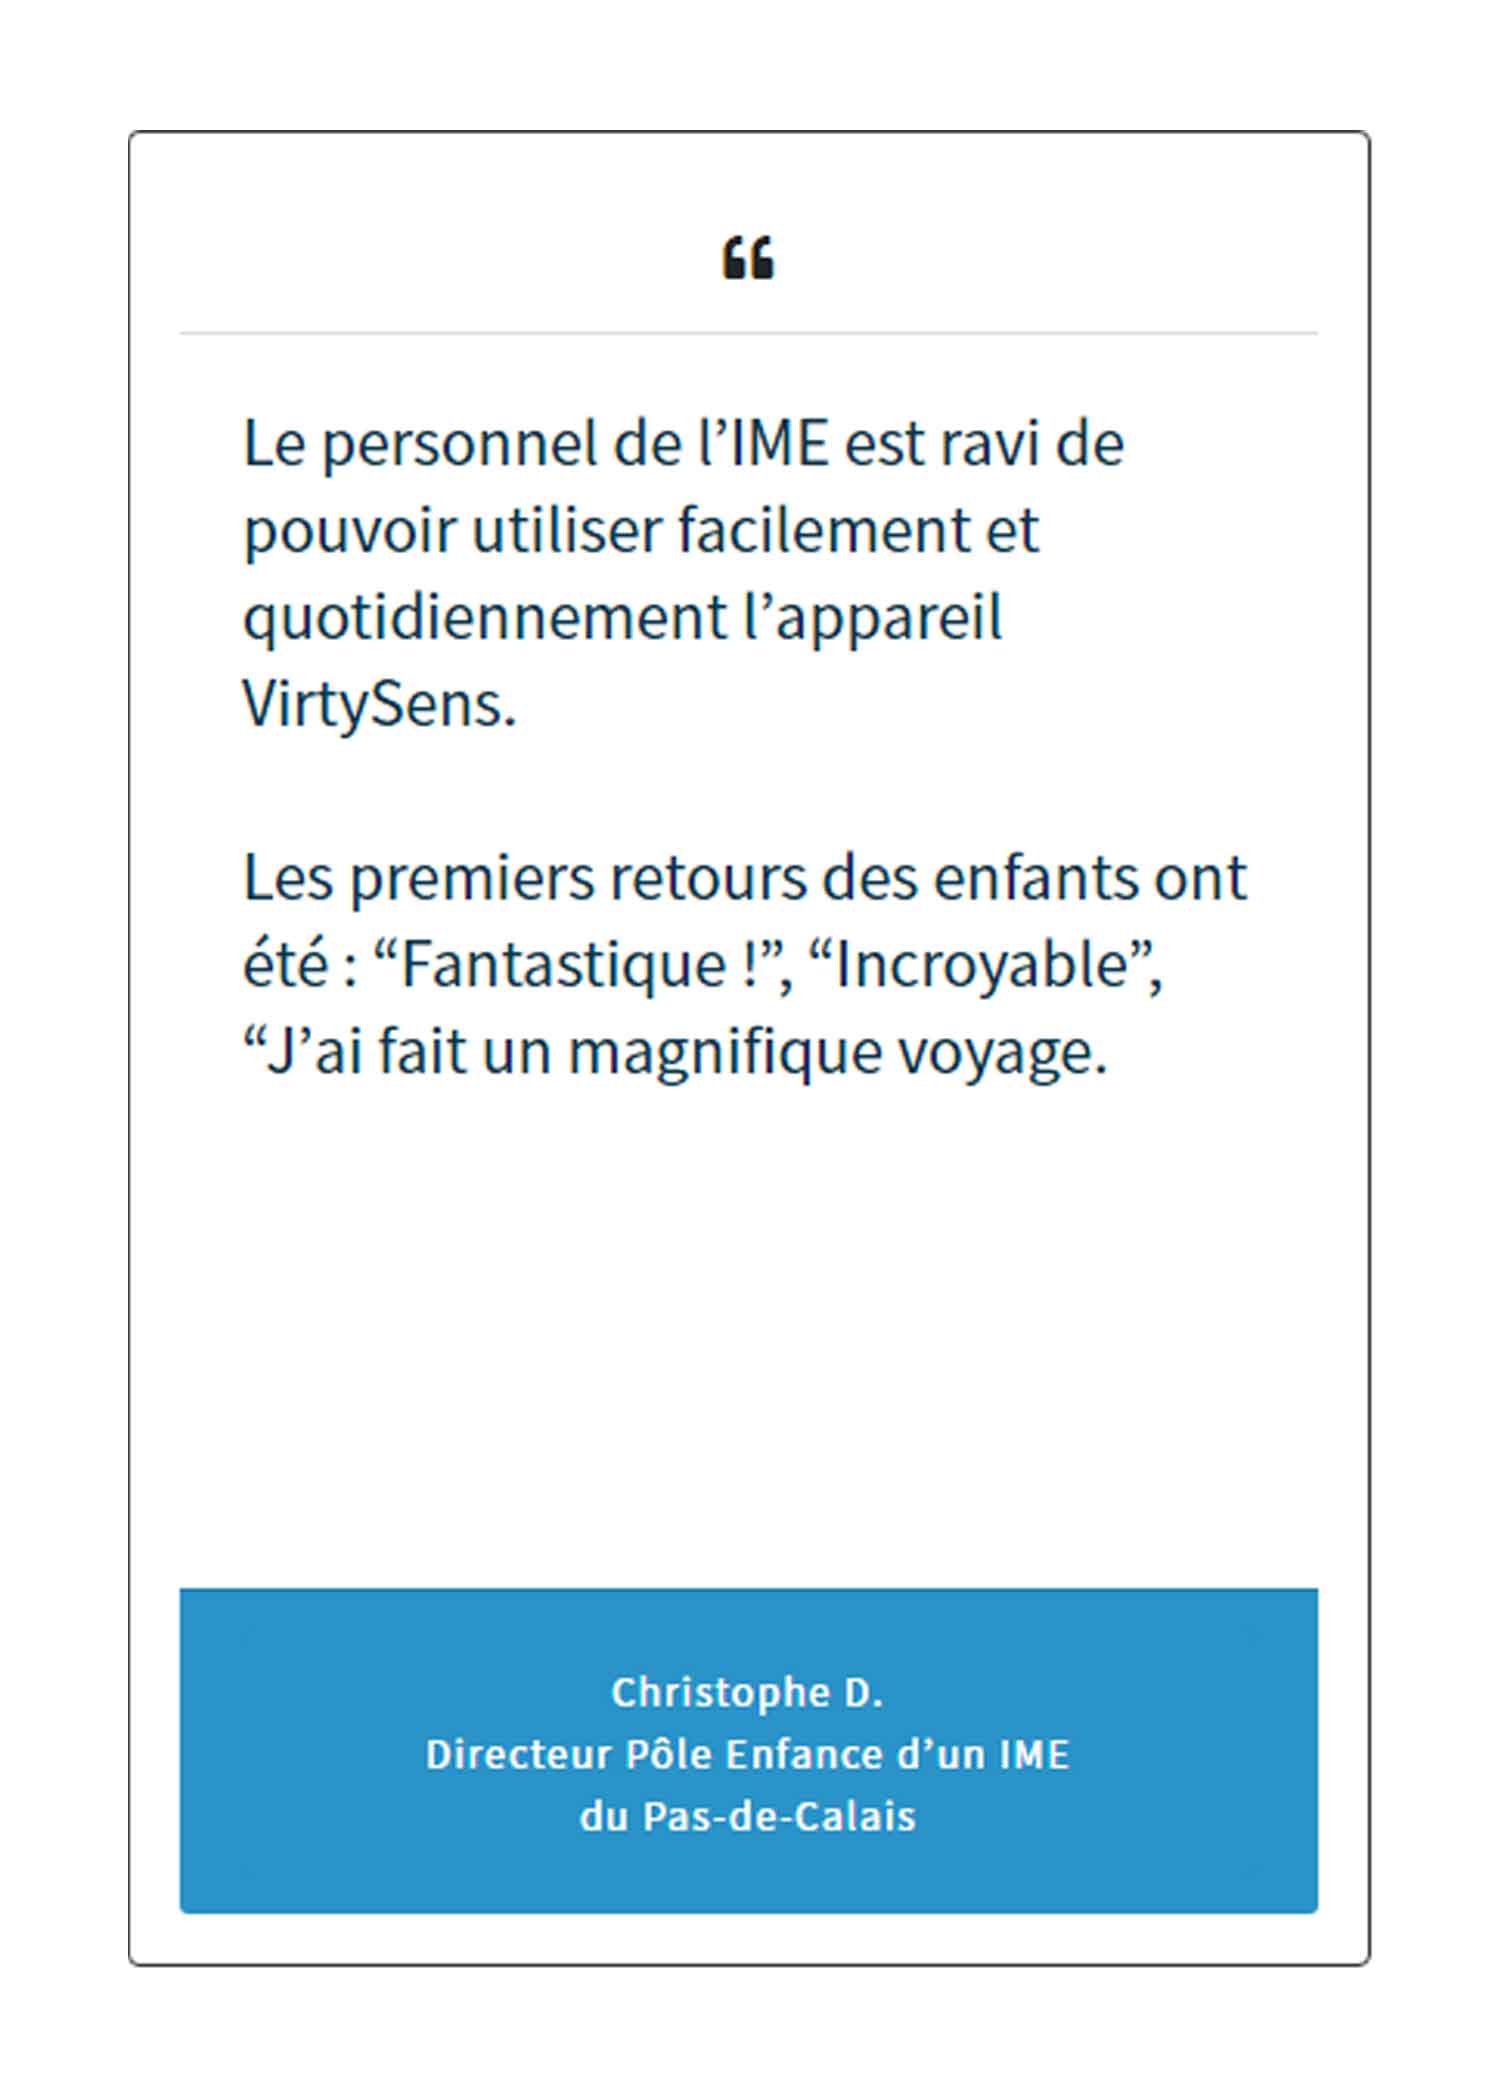 “
Le personnel de l’IME est ravi de
pouvoir utiliser facilement et
quotidiennement l’appareil
VirtySens.
Les premiers retours des enfants ont
été : “Fantastique !”, “Incroyable”,
“J’ai fait un magnifique voyage.
Christophe D.
Directeur Pôle Enfance d’un IME
du Pas-de-Calais